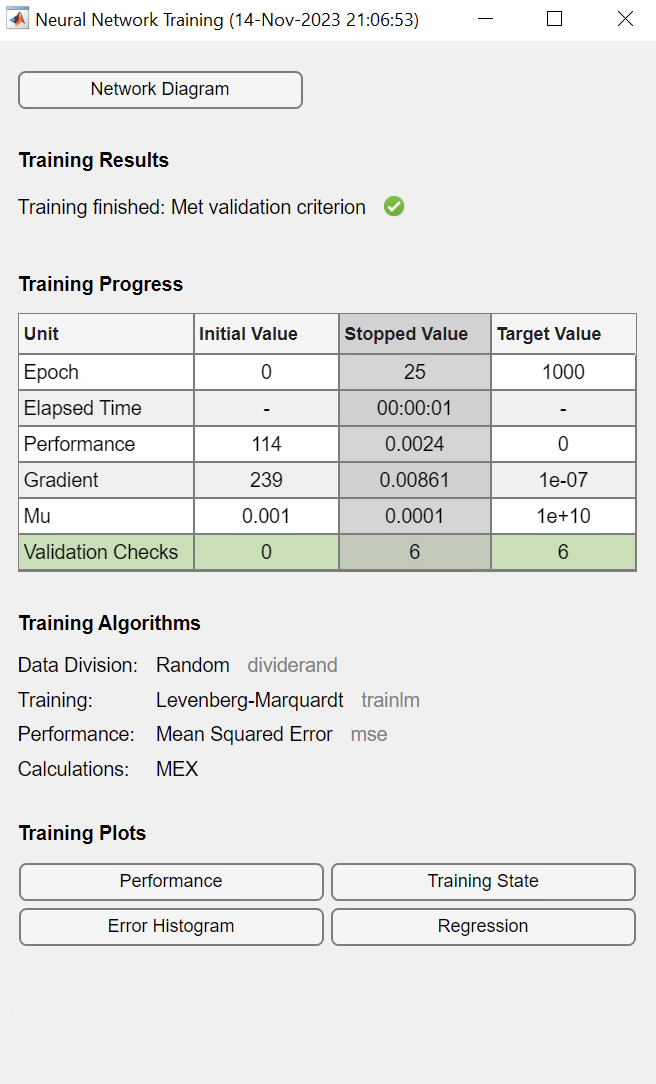 Neural Network Training (14-Nov-2023 21:06:53)
Network Diagram
Training Results
Training finished: Met validation criterion
Training Progress
Unit Initial Value Stopped Value Target Value
Epoch 0 25 1000
Elapsed Time - 00:00:01 -
Performance 114 0.0024 0
Gradient 239 0.00861 1e-07
Mu 0.001 0.0001 1e+10
Validation Checks 0 6 6
Training Algorithms
Data Division: Random dividerand
Training: Levenberg-Marquardt trainlm
Performance: Mean Squared Error mse
Calculations: MEX
Training Plots
Performance Training State
Error Histogram Regression